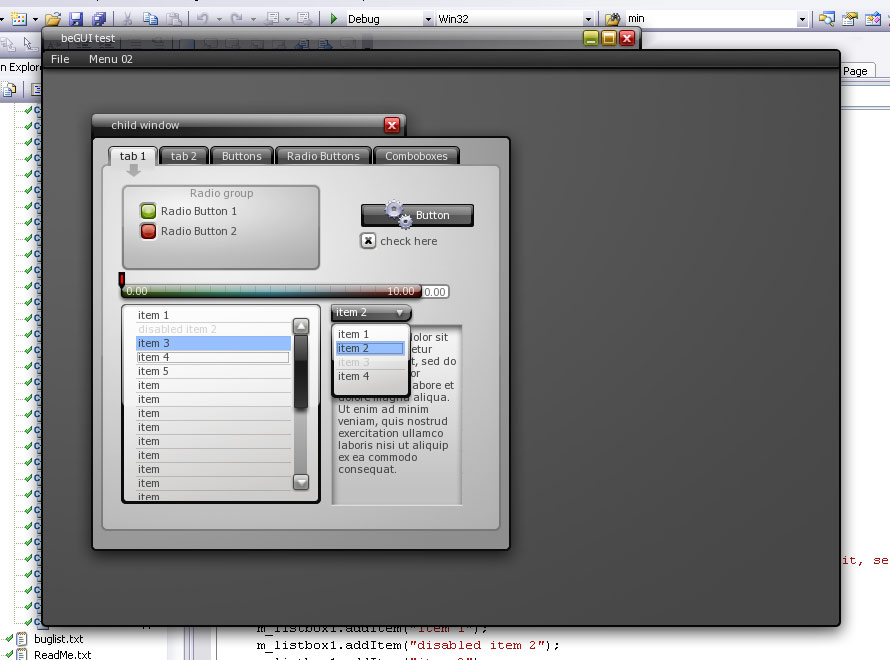 Debug
Win32
min
beGUI test
n Explor
File Menu 02
Page
child window
tab 1
tab 2
Buttons
Radio Buttons
Comboboxes
Radio group
Radio Button 1
Radio Button 2
Button
check here
0.00
10.00
0.00
item 1
disabled item 2
item 3
item 4
item 5
item
item
item
item
item
item
item
item
item
item 2
item 1
item 2
item 3
item 4
olor sit
etur
t, sed do
or
abore et
dolore magna aliqua.
Ut enim ad minim
veniam, quis nostrud
exercitation ullamco
laboris nisi ut aliquip
ex ea commodo
consequat.
it, se
buglist.txt
ReadMe.txt
m_listbox1.addItem("item 1");
m_listbox1.addItem("disabled item 2");